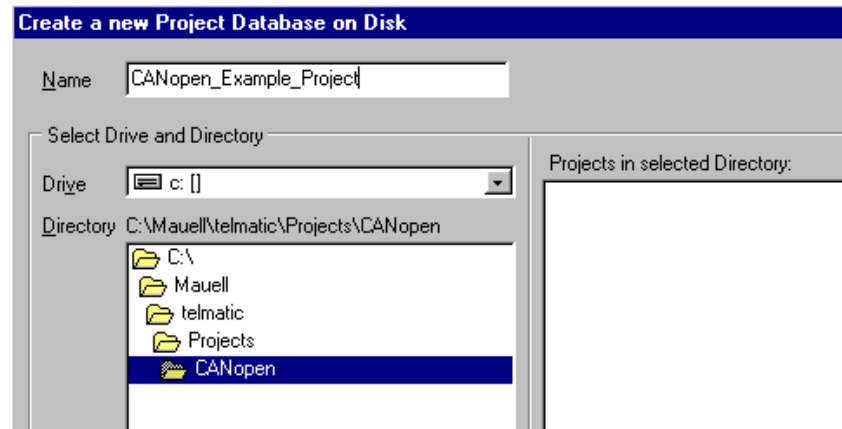 Create a new Project Database on Disk
Name CANopen_Example_Project
Select Drive and Directory
Projects in selected Directory:
Drive c: []
Directory C:\Mauell\telmatic\Projects\CANopen
C:\
Mauell
telmatic
Projects
CANopen